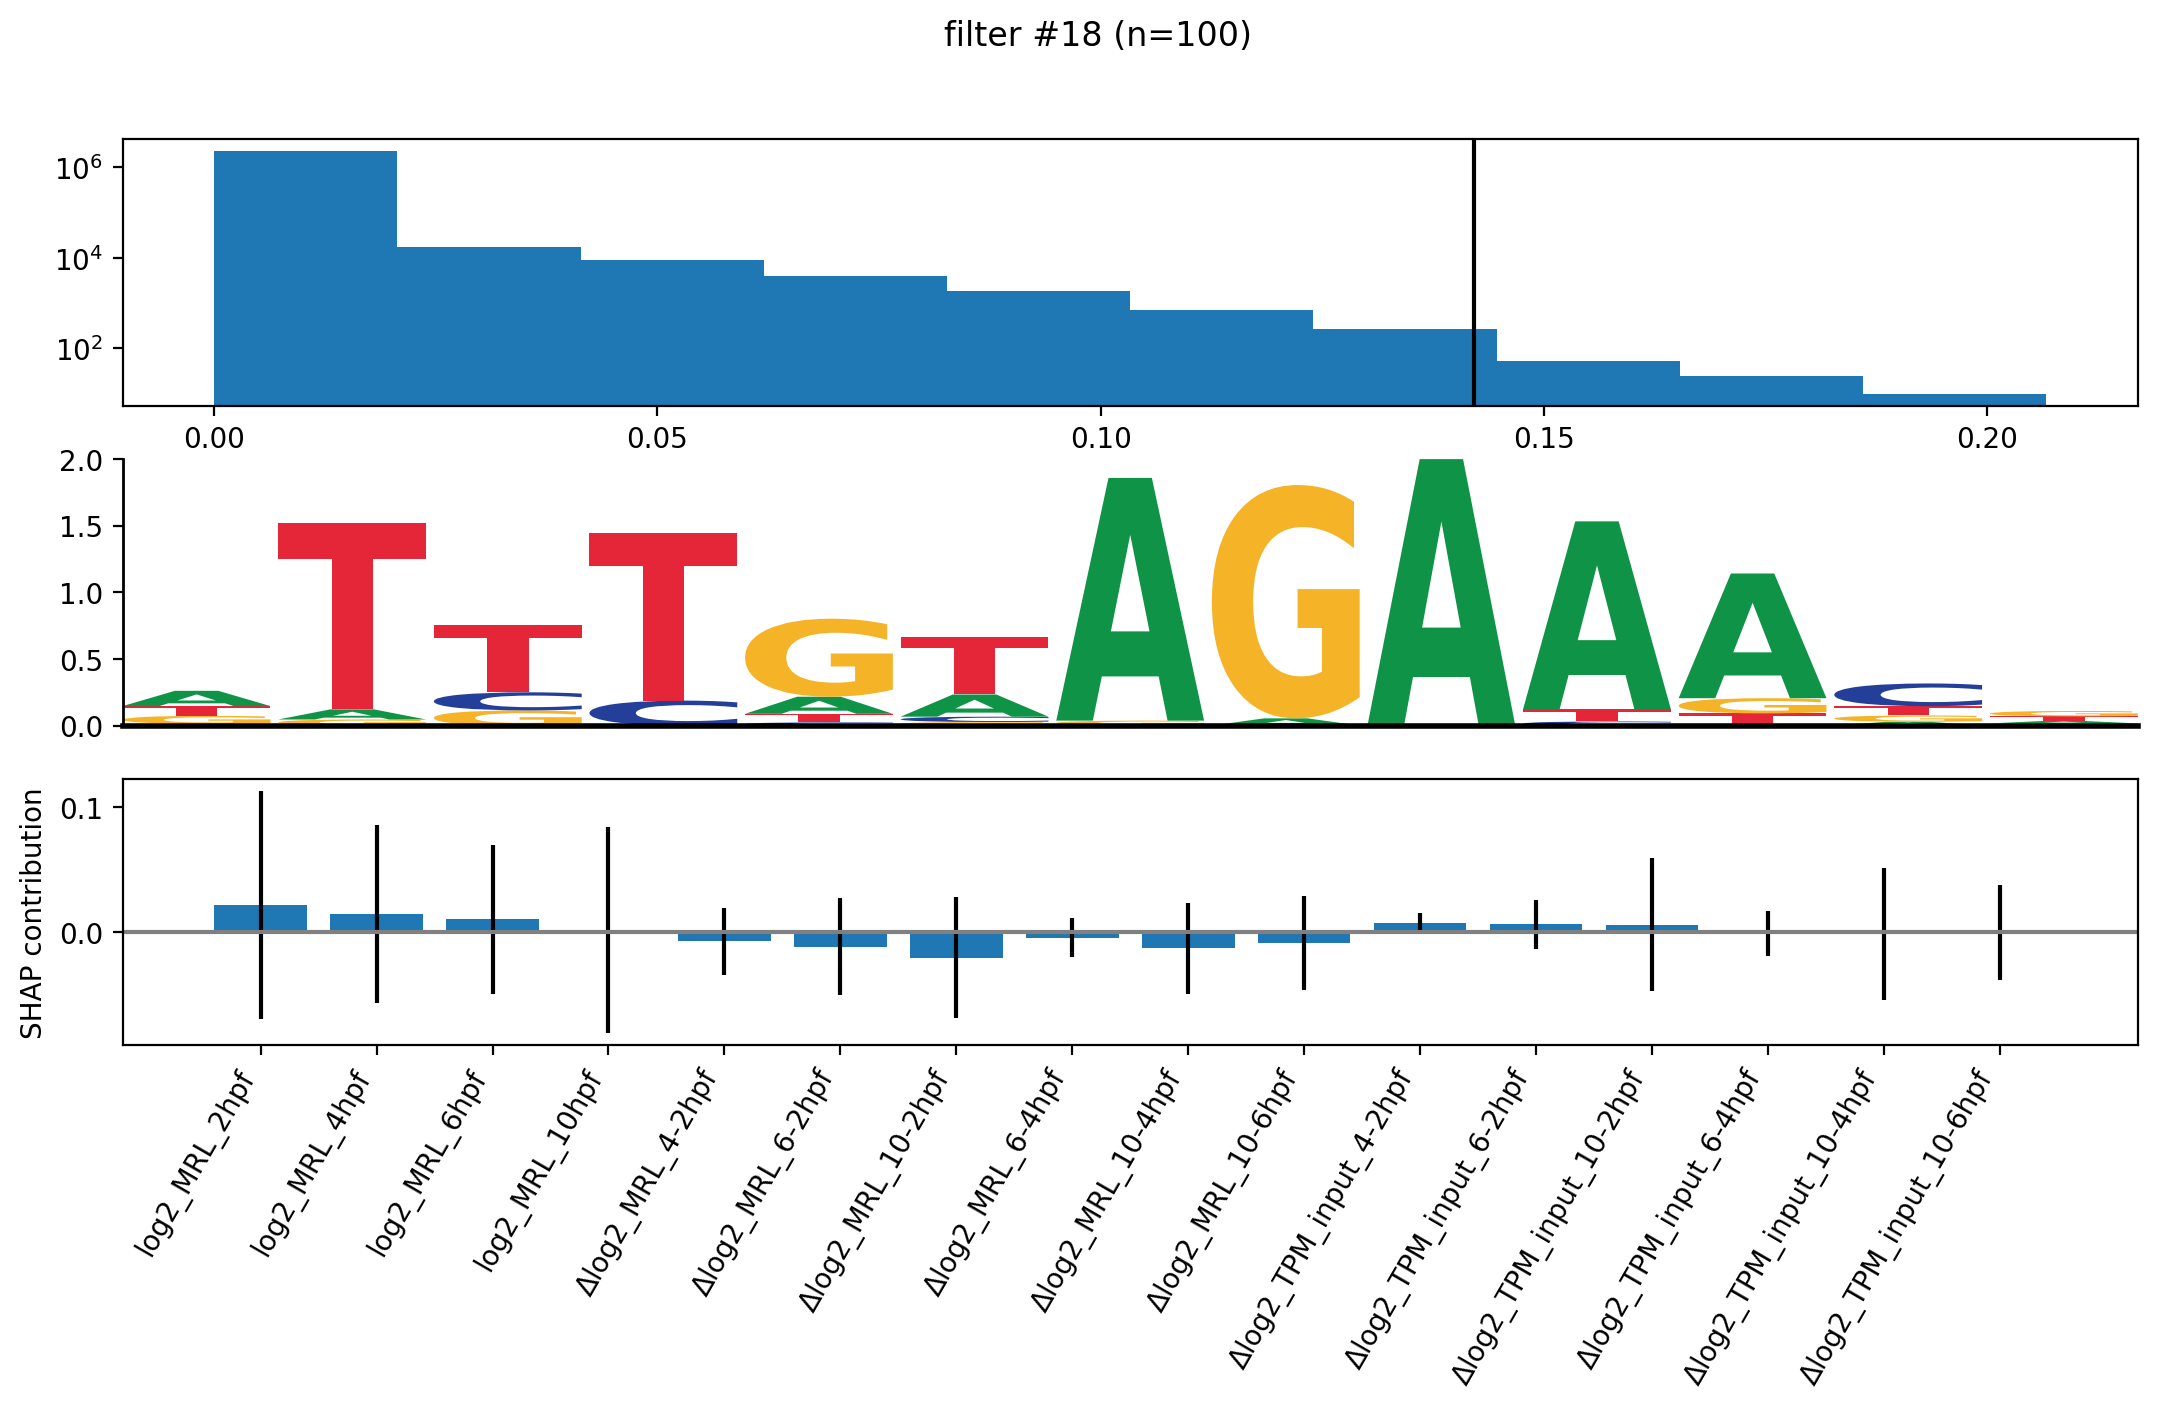 filter #18 (n=100)
10^6
10^4
10^2
0.00 0.05 0.10 0.15 0.20
2.0
1.5
1.0
0.5
0.0
A T T T G T A G A A A C
SHAP contribution
0.1
0.0
log2_MRL_2hpf
log2_MRL_4hpf
log2_MRL_6hpf
log2_MRL_10hpf
Δlog2_MRL_4-2hpf
Δlog2_MRL_6-2hpf
Δlog2_MRL_10-2hpf
Δlog2_MRL_6-4hpf
Δlog2_MRL_10-4hpf
Δlog2_MRL_10-6hpf
Δlog2_TPM_input_4-2hpf
Δlog2_TPM_input_6-2hpf
Δlog2_TPM_input_10-2hpf
Δlog2_TPM_input_6-4hpf
Δlog2_TPM_input_10-4hpf
Δlog2_TPM_input_10-6hpf